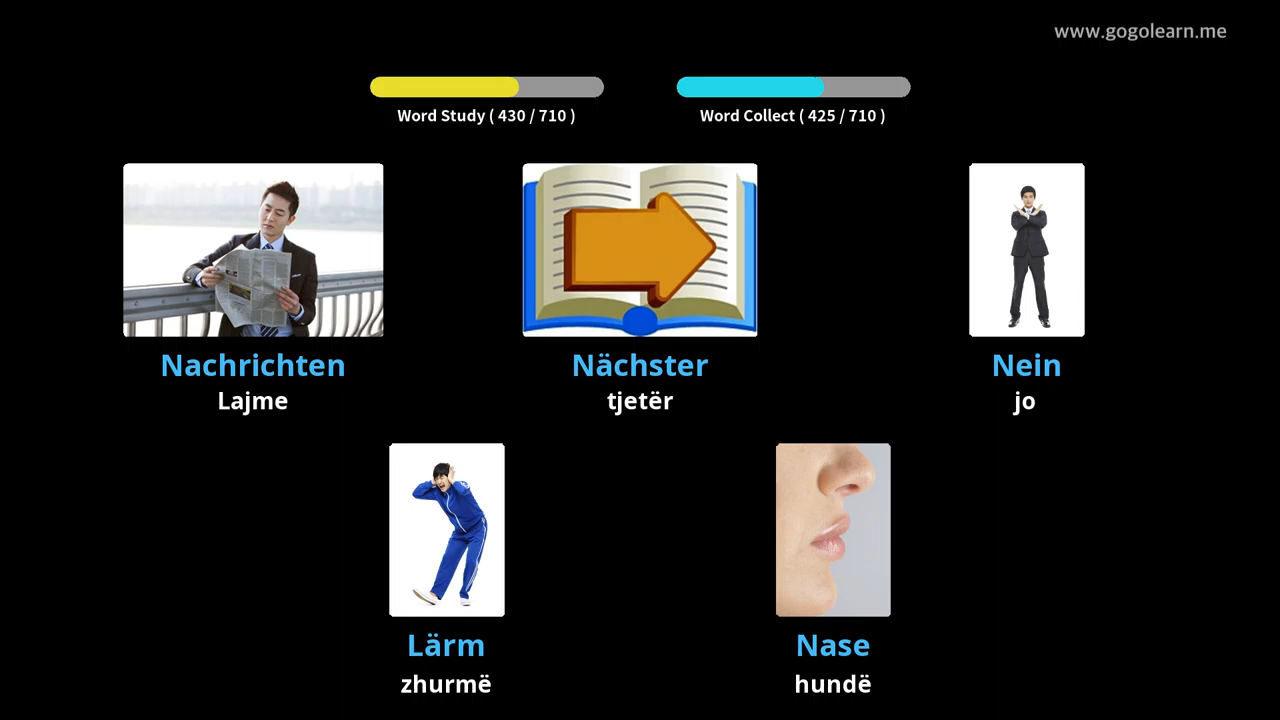 www.gogolearn.me
Word Study ( 430 / 710 )
Word Collect ( 425 / 710 )
Nachrichten
Lajme
Nächster
tjetër
Nein
jo
Lärm
zhurmë
Nase
hundë